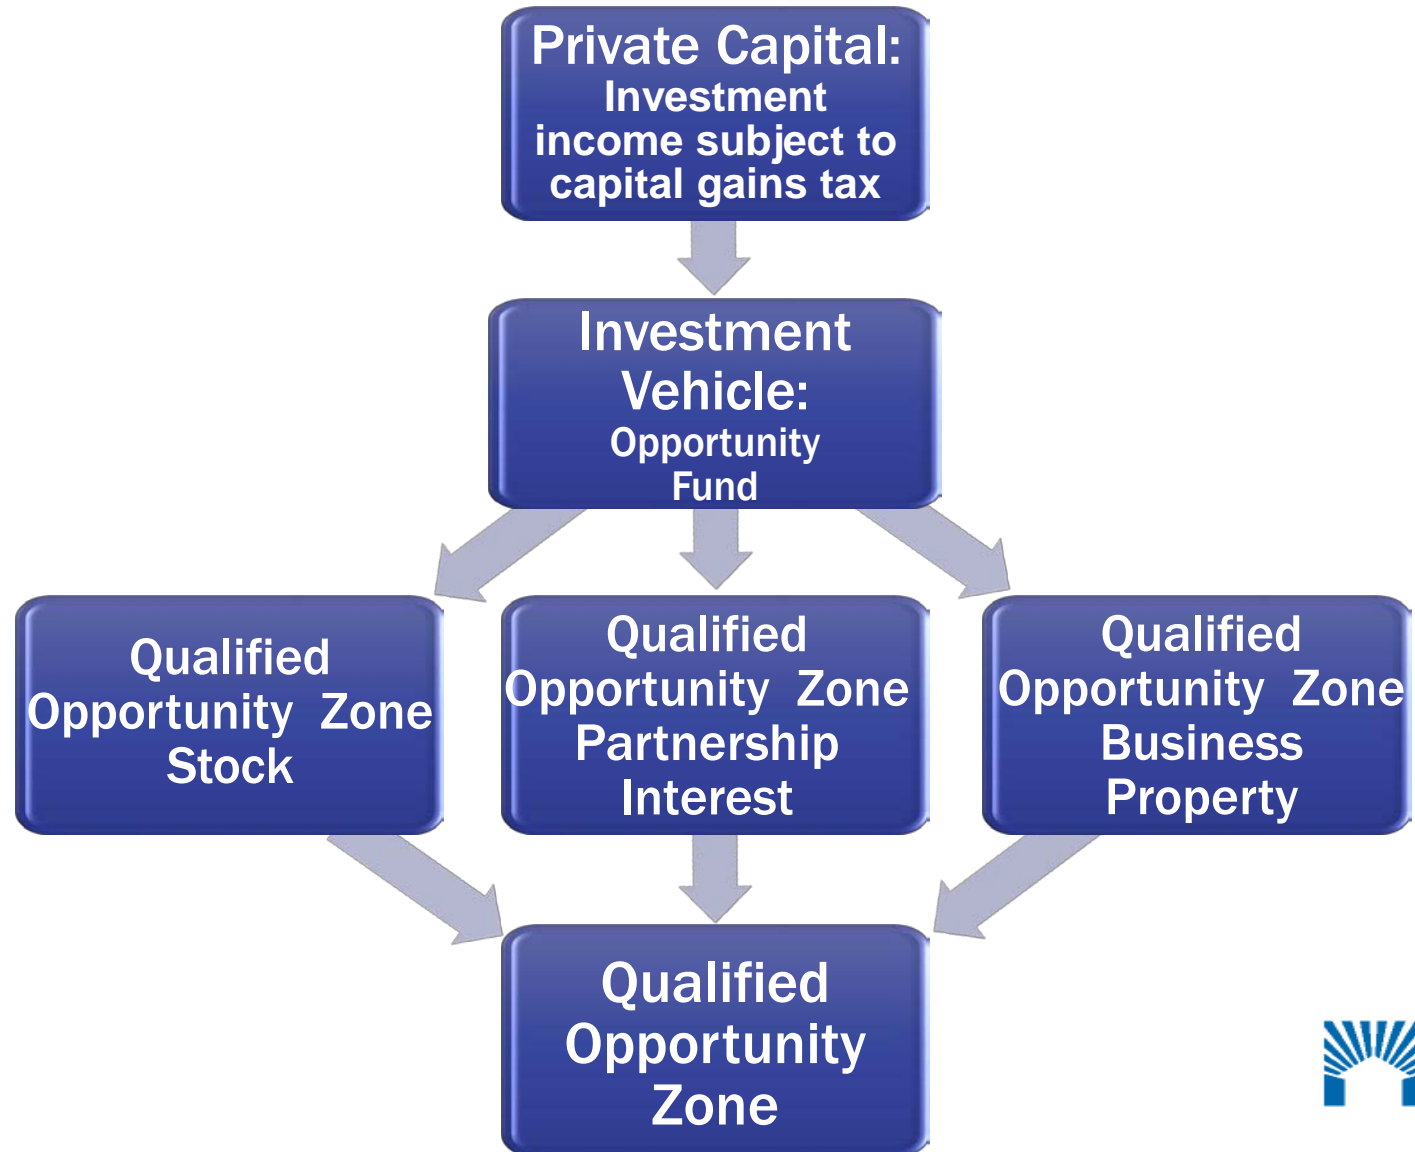 Private Capital:
Investment
income subject to
capital gains tax
Investment
Vehicle:
Opportunity
Fund
Qualified
Opportunity Zone
Stock
Qualified
Opportunity Zone
Partnership
Interest
Qualified
Opportunity Zone
Business
Property
Qualified
Opportunity
Zone